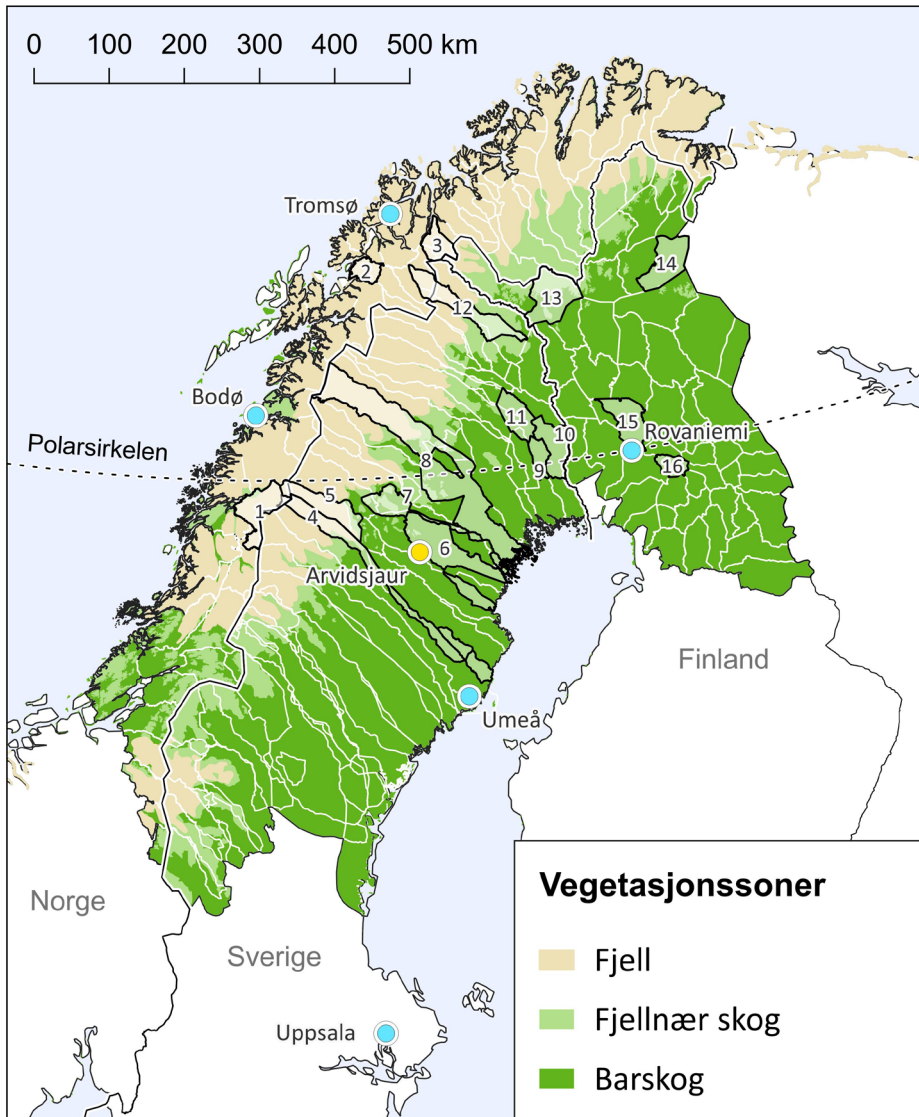 0 100 200 300 400 500 km
Tromsø
3
2
14
13
12
Bodø
11
10
15
Polarsirkelen
Rovaniemi
8
9
16
5
7
1
4
6
Arvidsjaur
Finland
Umeå
Norge
Sverige
Uppsala
Vegetasjonssoner
Fjell
Fjellnær skog
Barskog